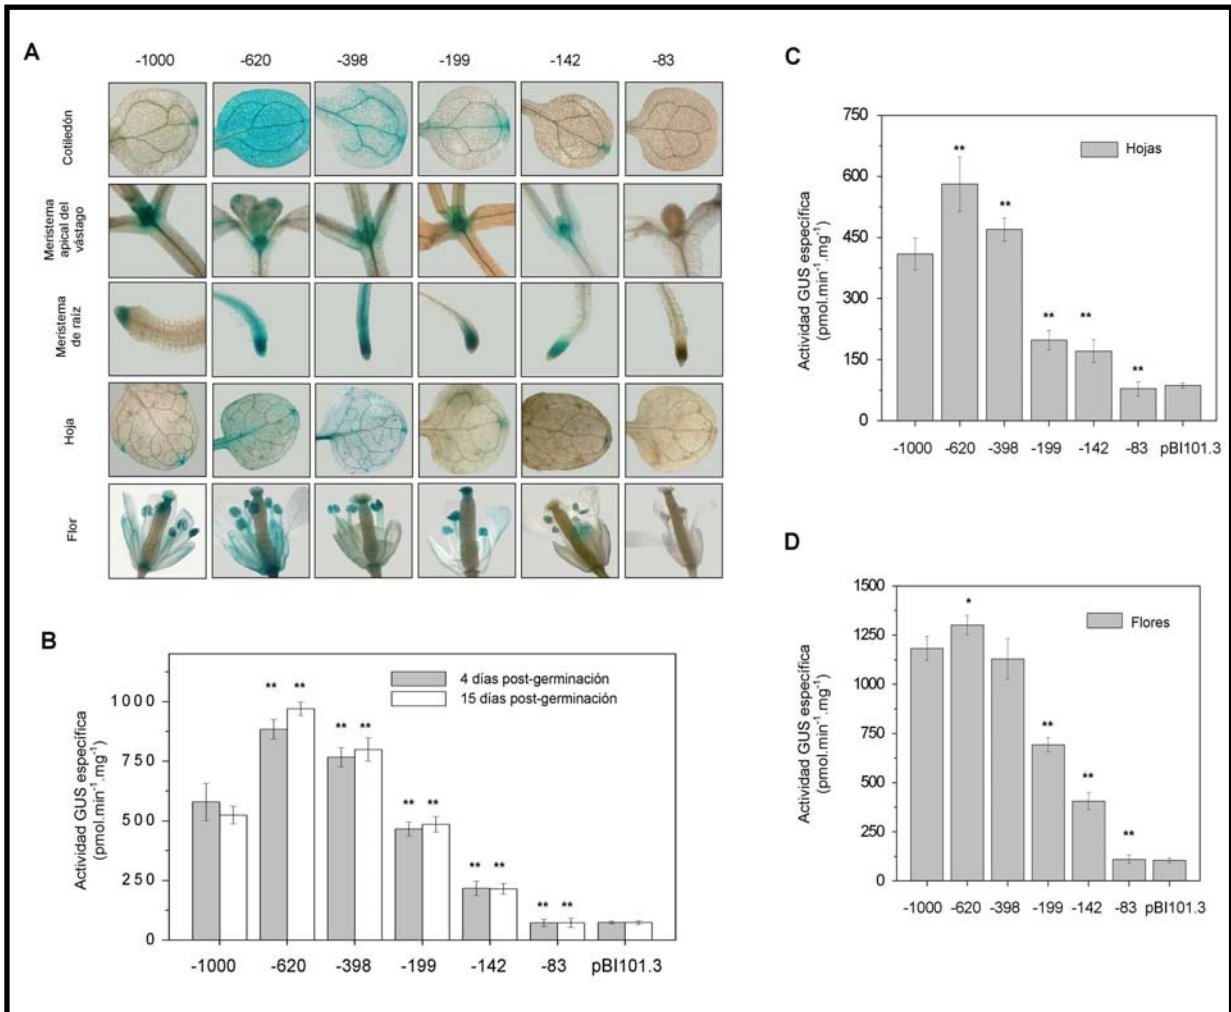 A
-1000 -620 -398 -199 -142 -83
Cotiledón
Meristema
apical del
vástago
Meristema
de raíz
Hoja
Flor
B
Actividad GUS específica
(pmol.min⁻¹.mg⁻¹)
1000
750
500
250
0
** ** ** ** ** ** ** ** ** **
4 días post-germinación
15 días post-germinación
-1000 -620 -398 -199 -142 -83 pBI101.3
C
Actividad GUS específica
(pmol.min⁻¹.mg⁻¹)
750
600
450
300
150
0
** ** ** ** **
Hojas
-1000 -620 -398 -199 -142 -83 pBI101.3
D
Actividad GUS específica
(pmol.min⁻¹.mg⁻¹)
1500
1250
1000
750
500
250
0
* ** ** **
Flores
-1000 -620 -398 -199 -142 -83 pBI101.3